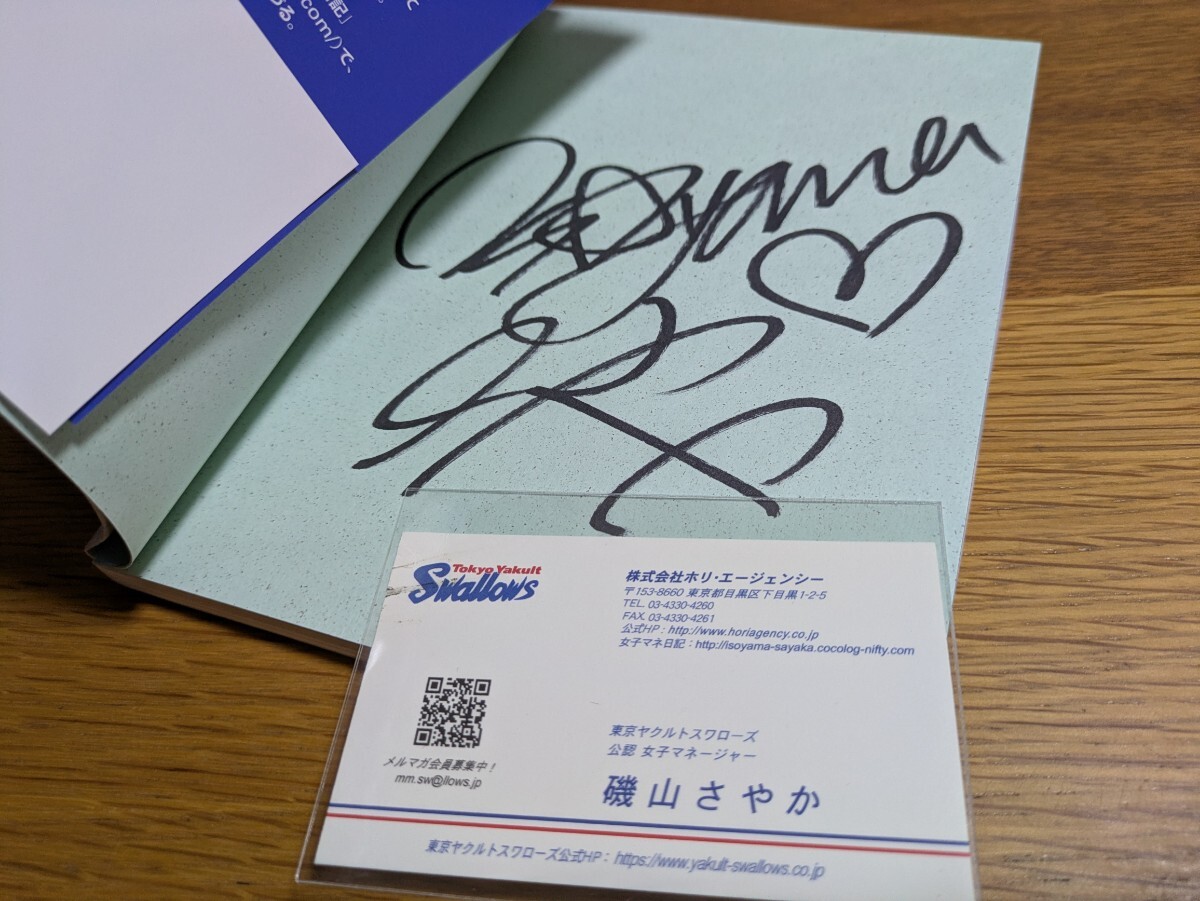 て
。
記」
com/)で、
る。
Isoyama
Tokyo Yakult
Swallows
株式会社ホリ・エージェンシー
〒153-8660 東京都目黒区下目黒1-2-5
TEL. 03-4330-4260
FAX. 03-4330-4261
公式HP : http://www.horiagency.co.jp
女子マネ日記 : http://isoyama-sayaka.cocolog-nifty.com
メルマガ会員募集中!
mm.sw@llows.jp
東京ヤクルトスワローズ
公認 女子マネージャー
磯山さやか
東京ヤクルトスワローズ公式HP : https://www.yakult-swallows.co.jp